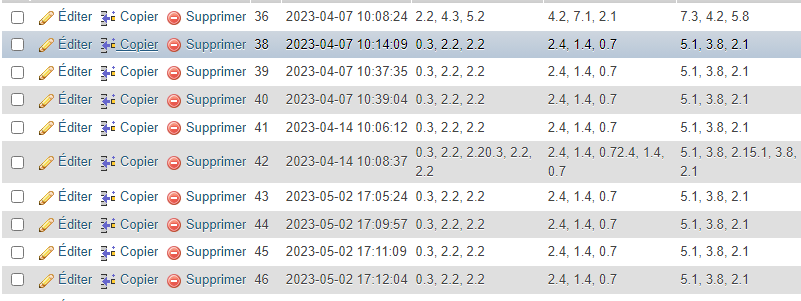 Éditer Copier Supprimer 36 2023-04-07 10:08:24 2.2, 4.3, 5.2 4.2, 7.1, 2.1 7.3, 4.2, 5.8
Éditer Copier Supprimer 38 2023-04-07 10:14:09 0.3, 2.2, 2.2 2.4, 1.4, 0.7 5.1, 3.8, 2.1
Éditer Copier Supprimer 39 2023-04-07 10:37:35 0.3, 2.2, 2.2 2.4, 1.4, 0.7 5.1, 3.8, 2.1
Éditer Copier Supprimer 40 2023-04-07 10:39:04 0.3, 2.2, 2.2 2.4, 1.4, 0.7 5.1, 3.8, 2.1
Éditer Copier Supprimer 41 2023-04-14 10:06:12 0.3, 2.2, 2.2 2.4, 1.4, 0.7 5.1, 3.8, 2.1
0.3, 2.2, 2.20.3, 2.2, 2.4, 1.4, 0.72.4, 1.4, 5.1, 3.8, 2.15.1, 3.8,
Éditer Copier Supprimer 42 2023-04-14 10:08:37
2.2 0.7 2.1
Éditer Copier Supprimer 43 2023-05-02 17:05:24 0.3, 2.2, 2.2 2.4, 1.4, 0.7 5.1, 3.8, 2.1
Éditer Copier Supprimer 44 2023-05-02 17:09:57 0.3, 2.2, 2.2 2.4, 1.4, 0.7 5.1, 3.8, 2.1
Éditer Copier Supprimer 45 2023-05-02 17:11:09 0.3, 2.2, 2.2 2.4, 1.4, 0.7 5.1, 3.8, 2.1
Éditer Copier Supprimer 46 2023-05-02 17:12:04 0.3, 2.2, 2.2 2.4, 1.4, 0.7 5.1, 3.8, 2.1